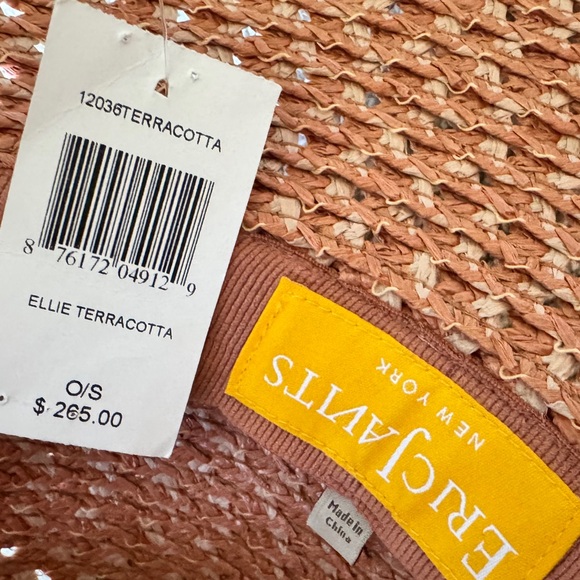 12036TERRACOTTA
8 76172 04912 9
ELLIE TERRACOTTA
O/S
$ 265.00
ERIC JAVITS
NEW YORK
Made in
China